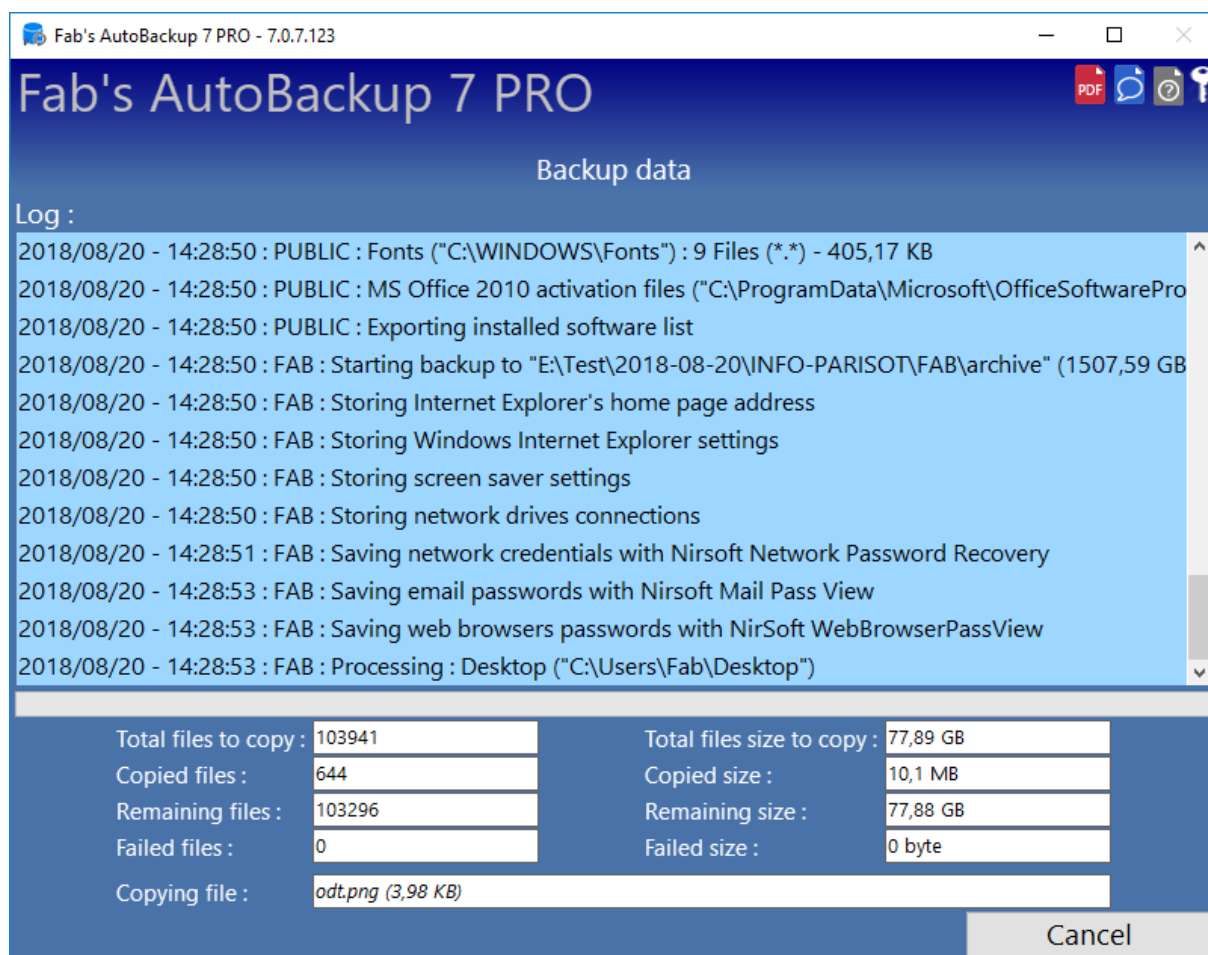 Fab's AutoBackup 7 PRO - 7.0.7.123
Fab's AutoBackup 7 PRO
PDF
Backup data
Log :
2018/08/20 - 14:28:50 : PUBLIC : Fonts ("C:\WINDOWS\Fonts") : 9 Files (*.*) - 405,17 KB
2018/08/20 - 14:28:50 : PUBLIC : MS Office 2010 activation files ("C:\ProgramData\Microsoft\OfficeSoftwarePro
2018/08/20 - 14:28:50 : PUBLIC : Exporting installed software list
2018/08/20 - 14:28:50 : FAB : Starting backup to "E:\Test\2018-08-20\INFO-PARISOT\FAB\archive" (1507,59 GB
2018/08/20 - 14:28:50 : FAB : Storing Internet Explorer's home page address
2018/08/20 - 14:28:50 : FAB : Storing Windows Internet Explorer settings
2018/08/20 - 14:28:50 : FAB : Storing screen saver settings
2018/08/20 - 14:28:50 : FAB : Storing network drives connections
2018/08/20 - 14:28:51 : FAB : Saving network credentials with Nirsoft Network Password Recovery
2018/08/20 - 14:28:53 : FAB : Saving email passwords with Nirsoft Mail Pass View
2018/08/20 - 14:28:53 : FAB : Saving web browsers passwords with NirSoft WebBrowserPassView
2018/08/20 - 14:28:53 : FAB : Processing : Desktop ("C:\Users\Fab\Desktop")
Total files to copy : 103941 Total files size to copy : 77,89 GB
Copied files : 644 Copied size : 10,1 MB
Remaining files : 103296 Remaining size : 77,88 GB
Failed files : 0 Failed size : 0 byte
Copying file : odt.png (3,98 KB)
Cancel